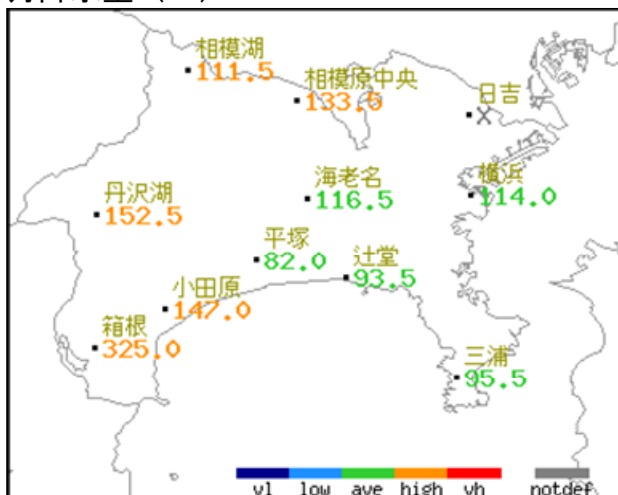 相模湖
111.5
相模原中央
133.5
日吉
X
海老名
116.5
横浜
114.0
丹沢湖
152.5
平塚
82.0
辻堂
93.5
小田原
147.0
箱根
325.0
三浦
95.5
vl low ave high vh notdef